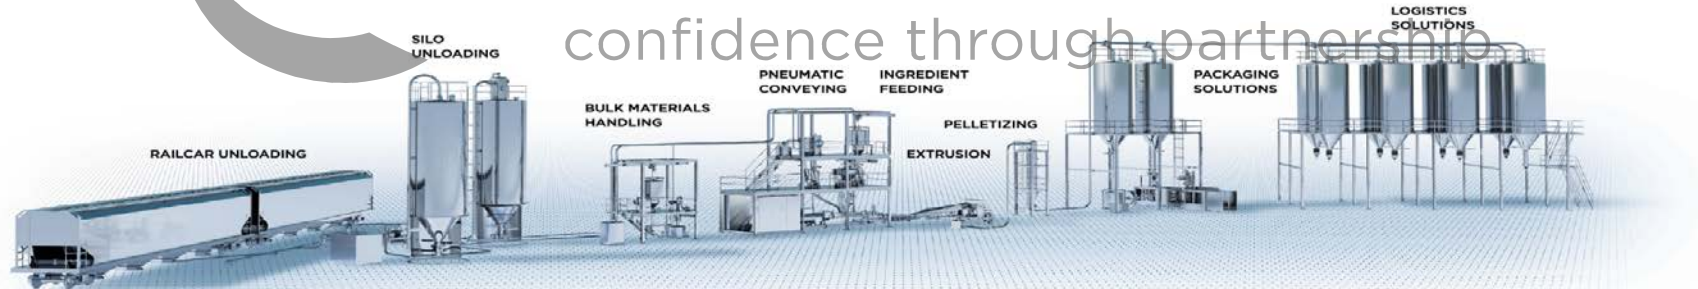 confidence through partnership
LOGISTICS
SOLUTIONS
SILO
UNLOADING
PNEUMATIC
CONVEYING
INGREDIENT
FEEDING
PACKAGING
SOLUTIONS
BULK MATERIALS
HANDLING
PELLETIZING
RAILCAR UNLOADING
EXTRUSION